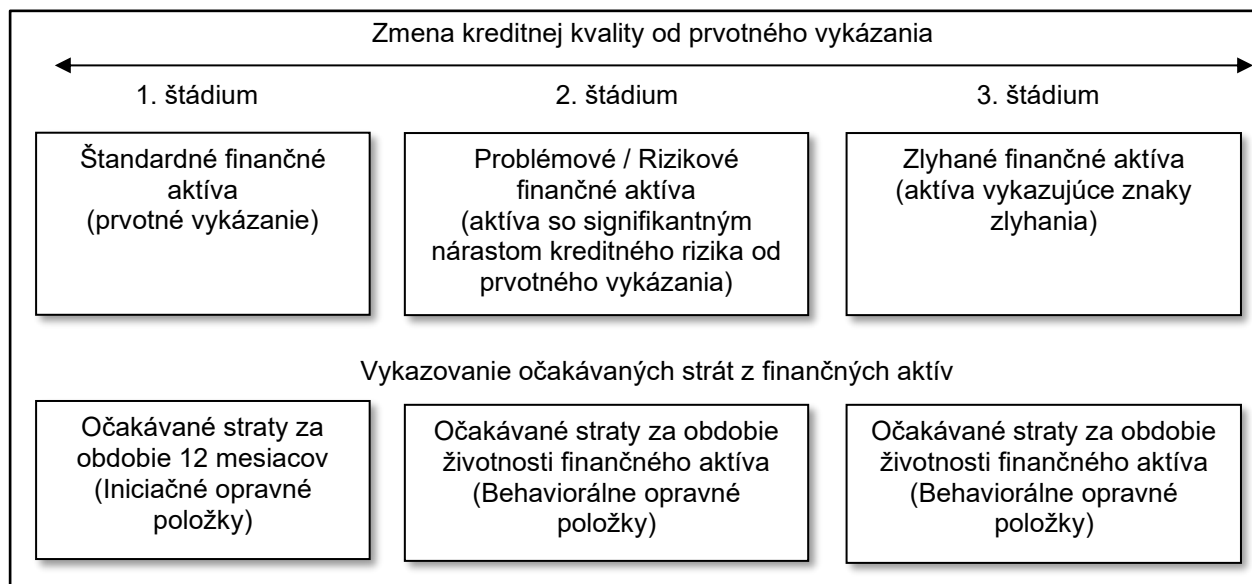 Zmena kreditnej kvality od prvotného vykázania
1. štádium
2. štádium
3. štádium
Štandardné finančné
aktíva
(prvotné vykázanie)
Problémové / Rizikové
finančné aktíva
(aktíva so signifikantným
nárastom kreditného rizika od
prvotného vykázania)
Zlyhané finančné aktíva
(aktíva vykazujúce znaky
zlyhania)
Vykazovanie očakávaných strát z finančných aktív
Očakávané straty za
obdobie 12 mesiacov
(Iniciačné opravné
položky)
Očakávané straty za obdobie
životnosti finančného aktíva
(Behaviorálne opravné
položky)
Očakávané straty za obdobie
životnosti finančného aktíva
(Behaviorálne opravné
položky)